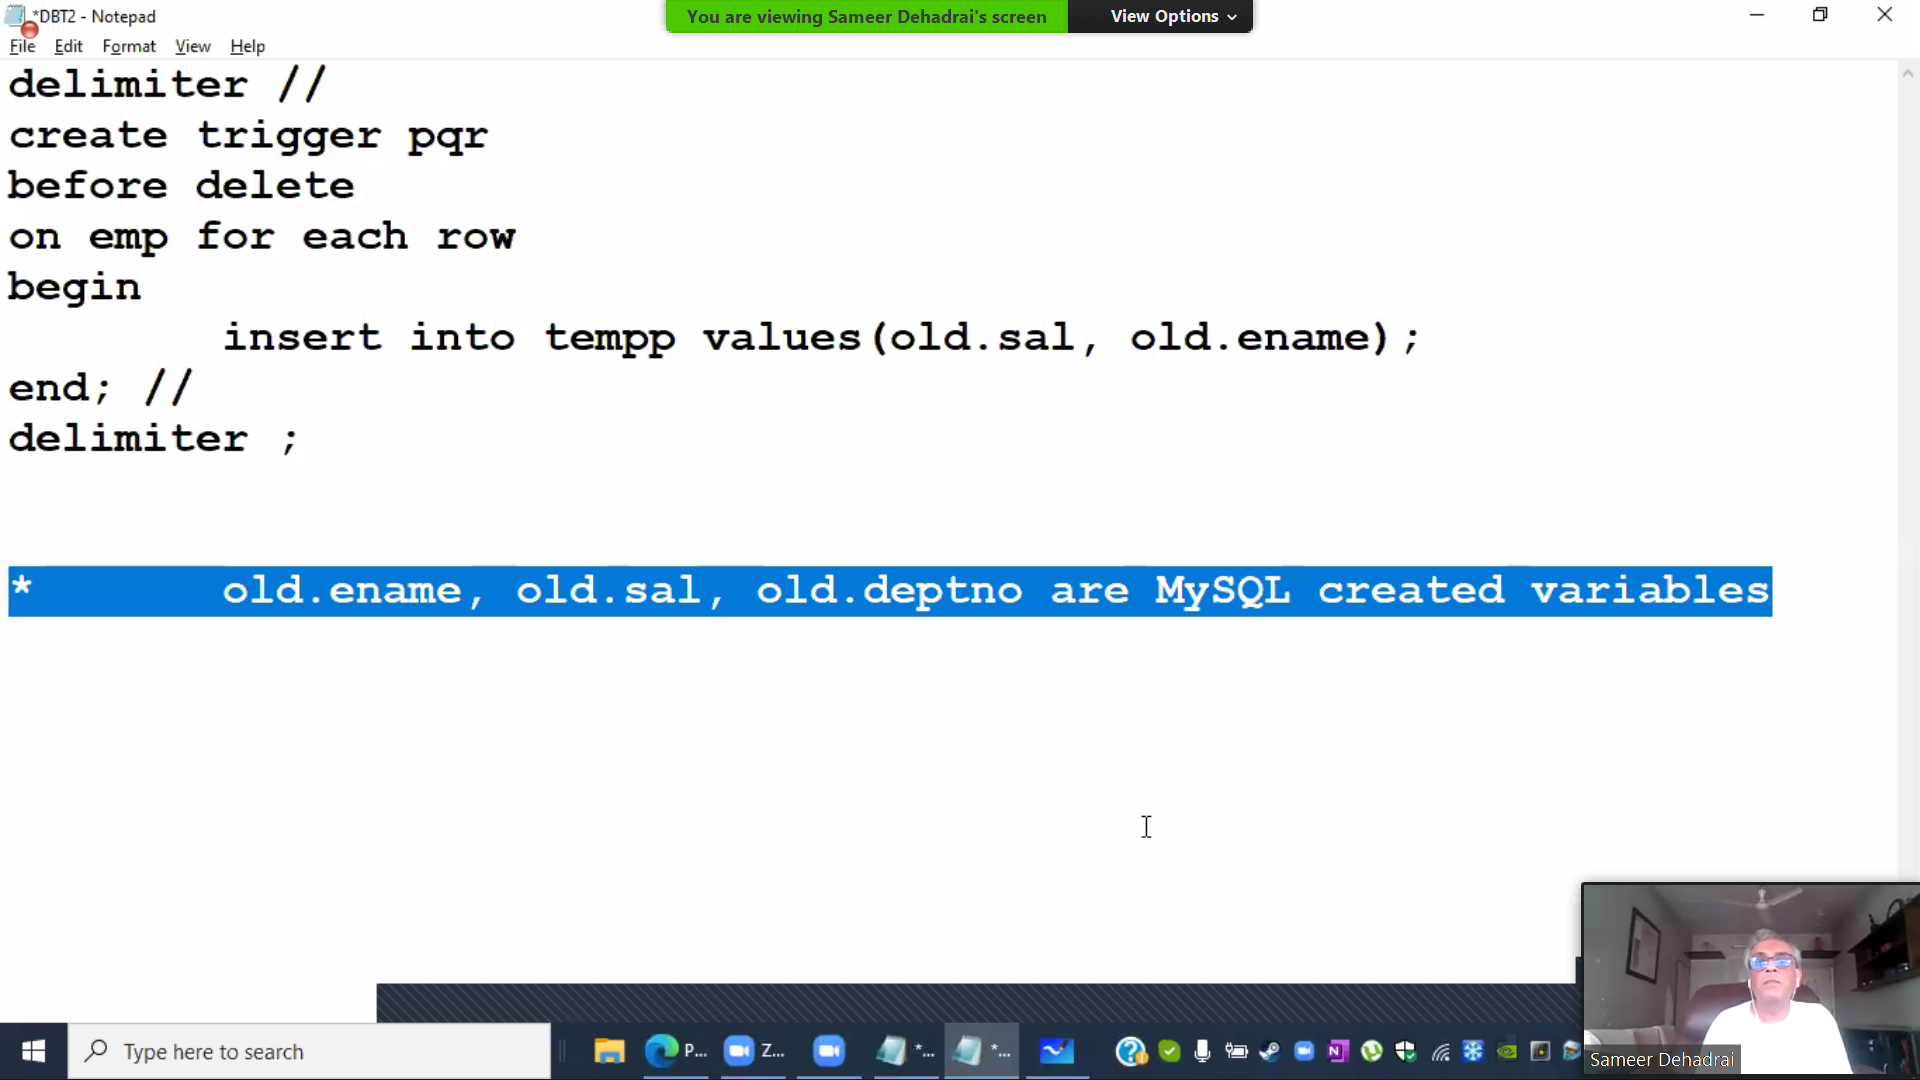 *DBT2 - Notepad
You are viewing Sameer Dehadrai's screen
View Options
File Edit Format View Help
delimiter //
create trigger pqr
before delete
on emp for each row
begin
insert into tempp values(old.sal, old.ename);
end; //
delimiter ;
* old.ename, old.sal, old.deptno are MySQL created variables
Type here to search
P...
Z...
*...
*...
Sameer Dehadrai